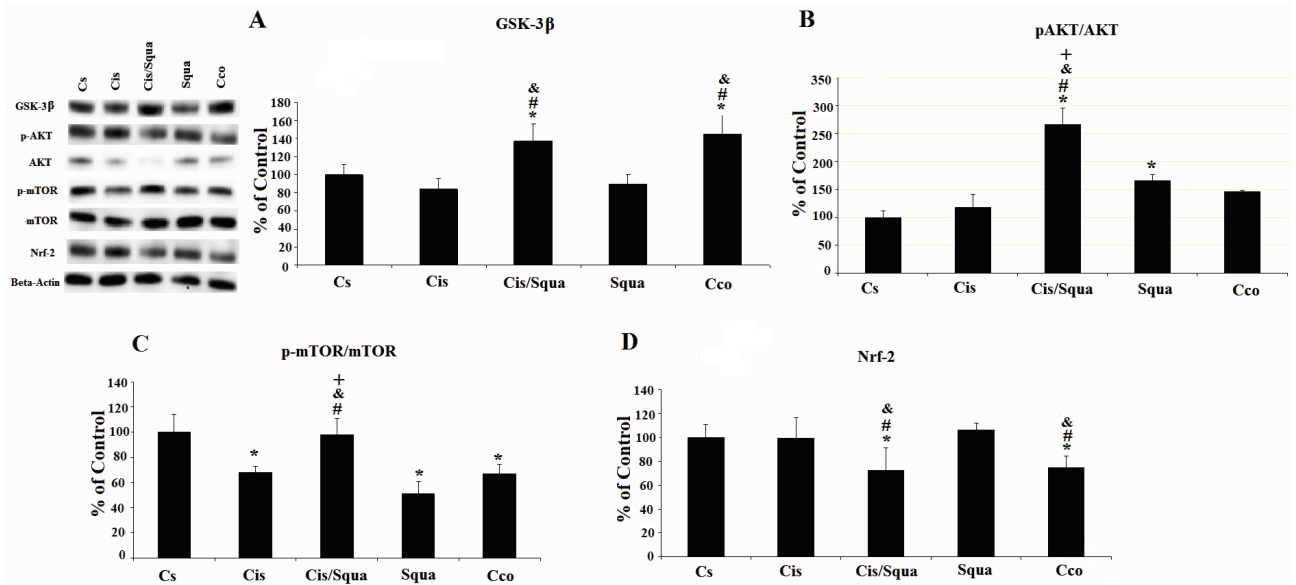 Cs Cis Cis/Squa Squa Cco
GSK-3β
p-AKT
AKT
p-mTOR
-mTOR
Nrf-2
Beta-Actin
A
GSK-3β
% of Control
180
160
140
120
100
80
60
40
20
0
&
#
*
&
#
*
Cs Cis Cis/Squa Squa Cco
B
pAKT/AKT
% of Control
350
300
250
200
150
100
50
0
+
&
#
*
*
Cs Cis Cis/Squa Squa Cco
C
p-mTOR/mTOR
% of Control
140
120
100
80
60
40
20
0
*
+
&
#
*
*
Cs Cis Cis/Squa Squa Cco
D
Nrf-2
% of Control
140
120
100
80
60
40
20
0
&
#
*
&
#
*
Cs Cis Cis/Squa Squa Cco